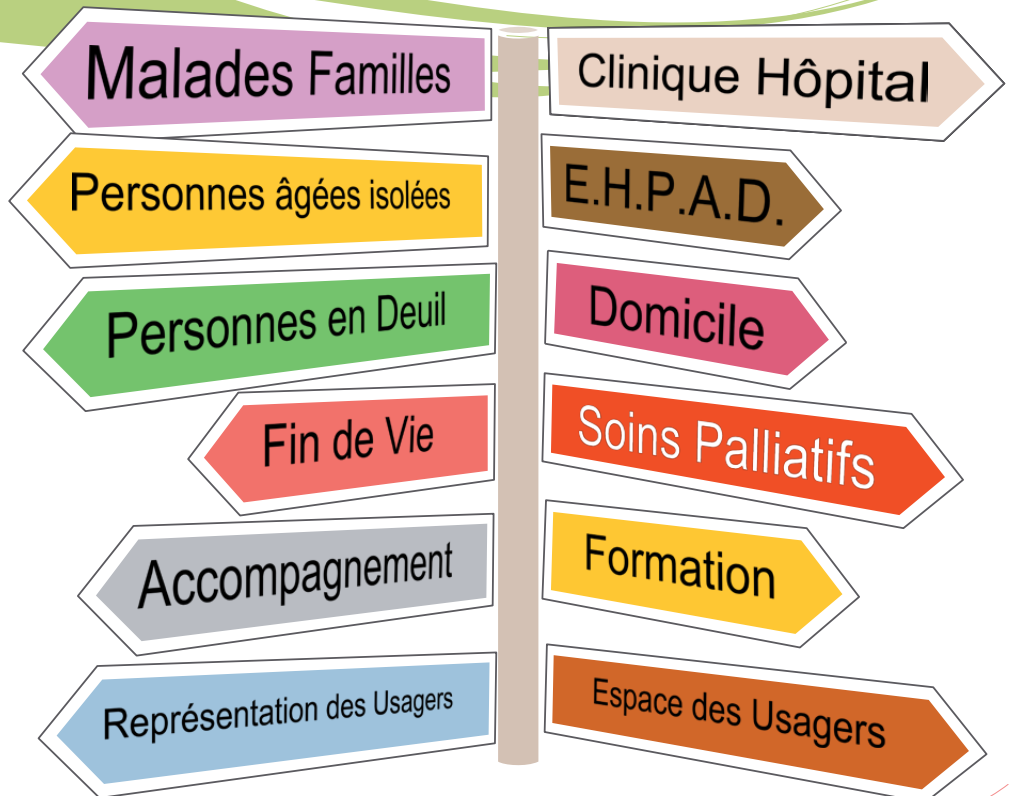 Malades Familles
Personnes âgées isolées
Personnes en Deuil
Fin de Vie
Accompagnement
Représentation des Usagers
Clinique Hôpital
E.H.P.A.D.
Domicile
Soins Palliatifs
Formation
Espace des Usagers